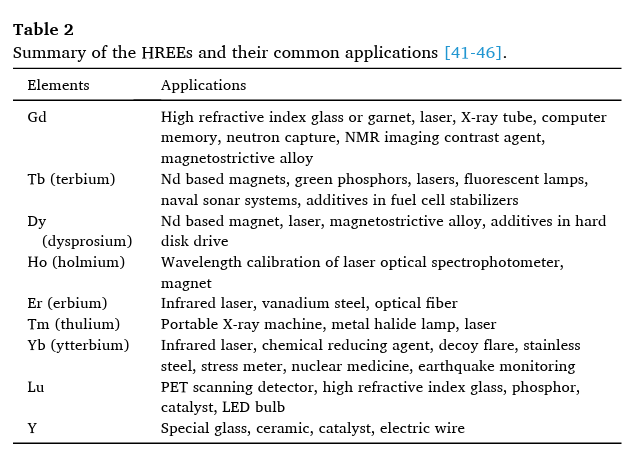 Table 2
Summary of the HREEs and their common applications [41-46].
Elements Applications
Gd High refractive index glass or garnet, laser, X-ray tube, computer
memory, neutron capture, NMR imaging contrast agent,
magnetostrictive alloy
Tb (terbium) Nd based magnets, green phosphors, lasers, fluorescent lamps,
naval sonar systems, additives in fuel cell stabilizers
Dy Nd based magnet, laser, magnetostrictive alloy, additives in hard
(dysprosium) disk drive
Ho (holmium) Wavelength calibration of laser optical spectrophotometer,
magnet
Er (erbium) Infrared laser, vanadium steel, optical fiber
Tm (thulium) Portable X-ray machine, metal halide lamp, laser
Yb (ytterbium) Infrared laser, chemical reducing agent, decoy flare, stainless
steel, stress meter, nuclear medicine, earthquake monitoring
Lu PET scanning detector, high refractive index glass, phosphor,
catalyst, LED bulb
Y Special glass, ceramic, catalyst, electric wire